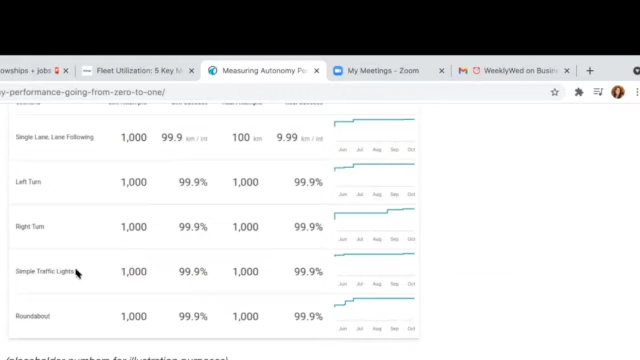 owships + jobs
Fleet Utilization: 5 Key M
Measuring Autonomy Per
My Meetings - Zoom
WeeklyWed on Busine
y-performance-going-from-zero-to-one/
Single Lane, Lane Following 1,000 99.9 km / int 100 km 9.99 km / int
Jun Jul Aug Sep Oct
Left Turn 1,000 99.9% 1,000 99.9%
Jun Jul Aug Sep Oct
Right Turn 1,000 99.9% 1,000 99.9%
Jun Jul Aug Sep Oct
Simple Traffic Lights 1,000 99.9% 1,000 99.9%
Jun Jul Aug Sep Oct
Roundabout 1,000 99.9% 1,000 99.9%
Jun Jul Aug Sep Oct
(placeholder numbers for illustration purposes)